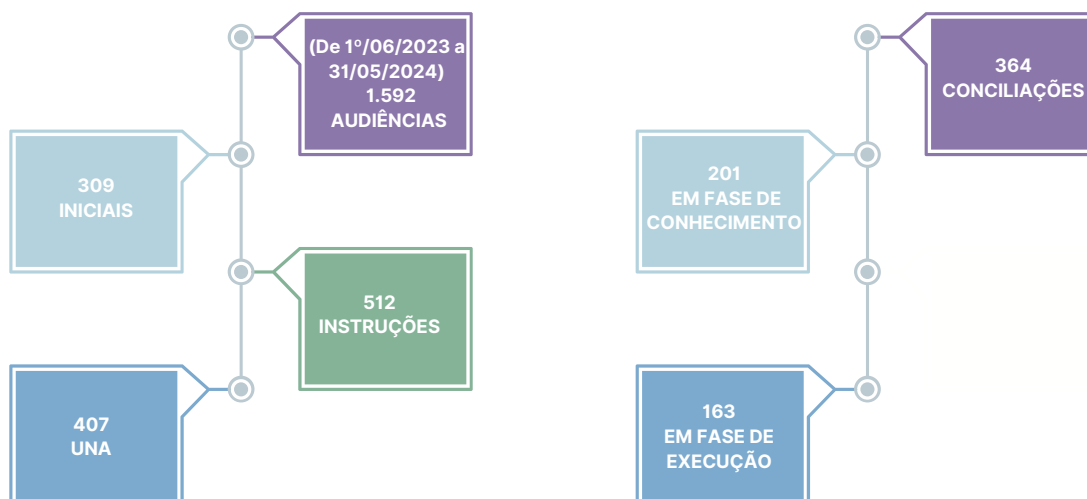 (De 1º/06/2023 a
31/05/2024)
1.592
AUDIÊNCIAS
309
INICIAIS
512
INSTRUÇÕES
407
UNA
364
CONCILIAÇÕES
201
EM FASE DE
CONHECIMENTO
163
EM FASE DE
EXECUÇÃO